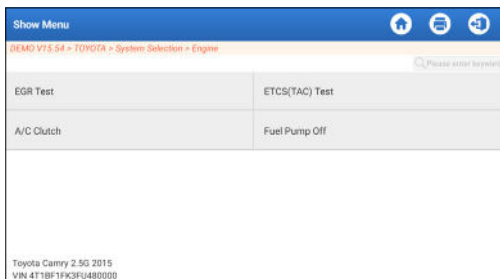 Show Menu
DEMO V15.54 > TOYOTA > System Selection > Engine
Please enter keyword
EGR Test
ETCS(TAC) Test
A/C Clutch
Fuel Pump Off
Toyota Camry 2.5G 2015
VIN 4T1BF1FK3FU480000